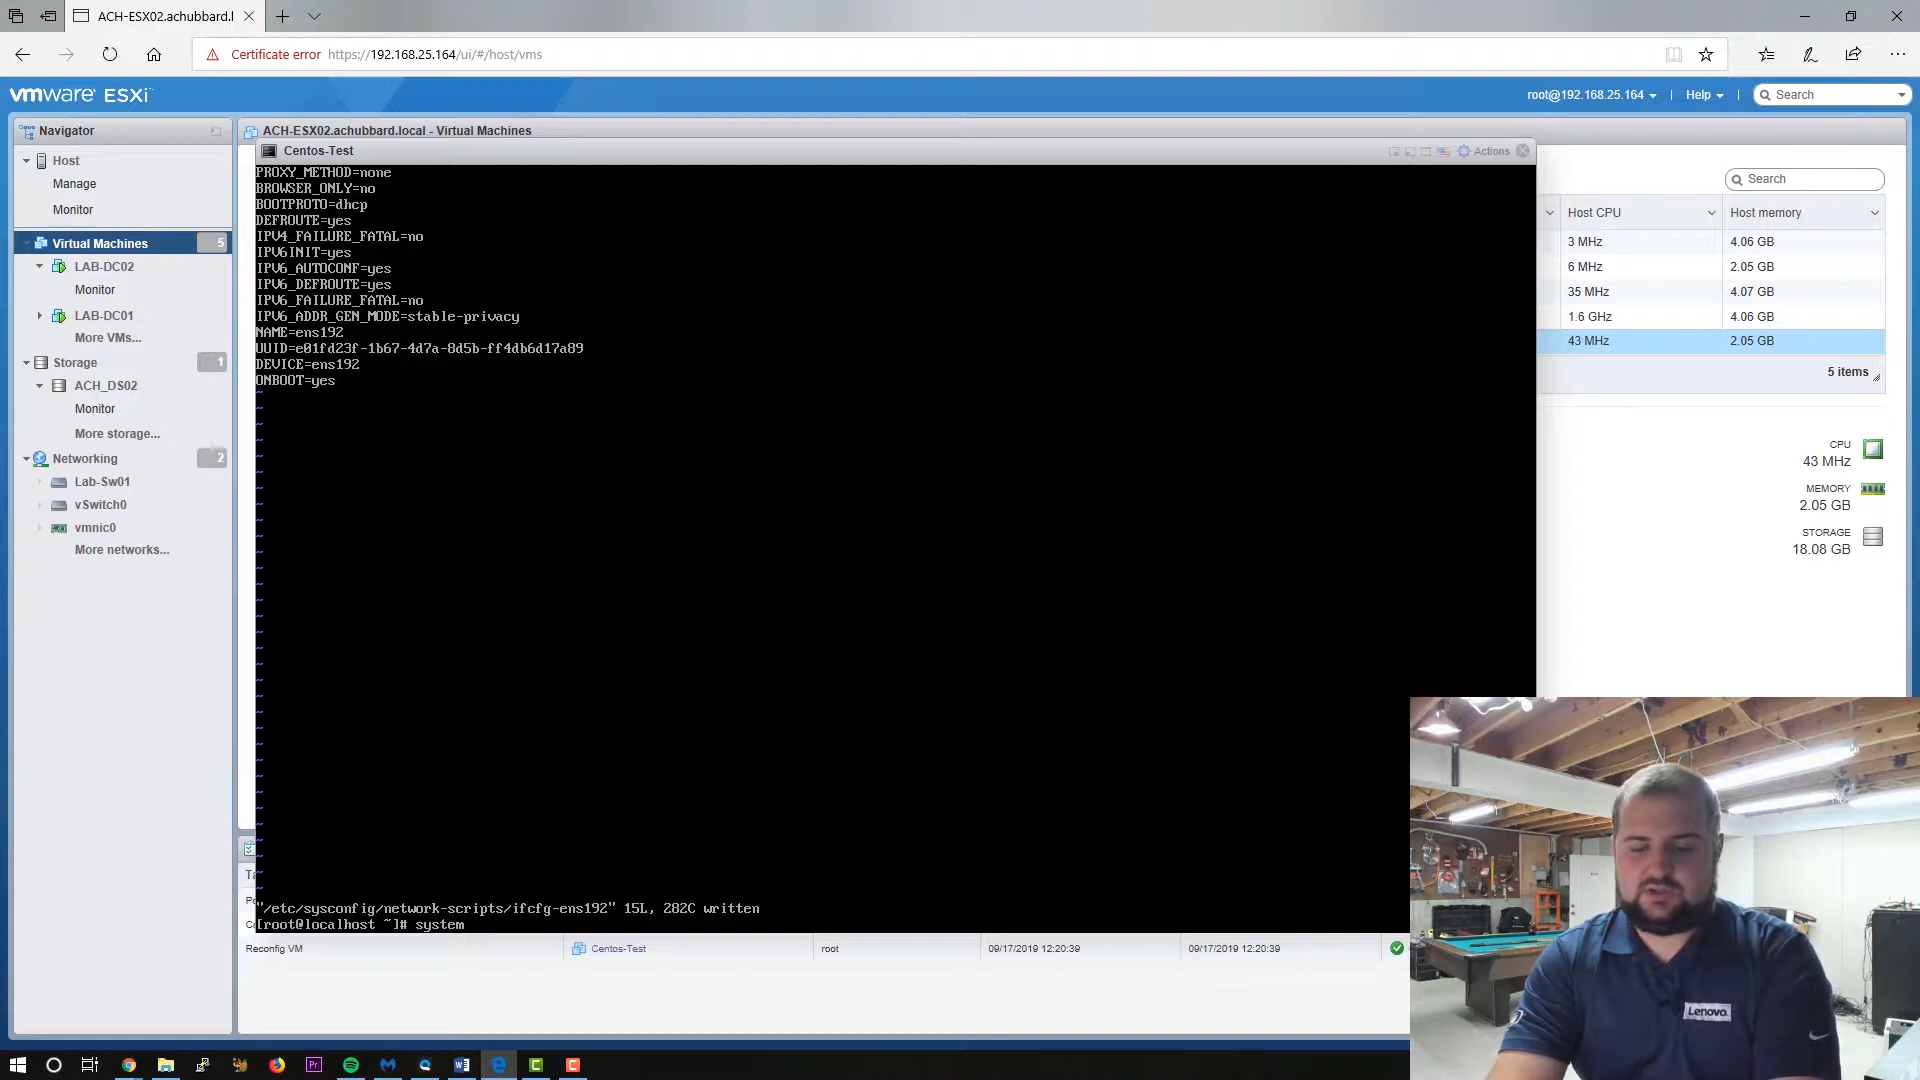 ACH-ESX02.achubbard.l
Certificate error https://192.168.25.164/ui/#/host/vms
vmware ESXi
root@192.168.25.164
Help
Search
Navigator
Host
Manage
Monitor
Virtual Machines 5
LAB-DC02
Monitor
LAB-DC01
More VMs...
Storage 1
ACH_DS02
Monitor
More storage...
Networking 2
Lab-Sw01
vSwitch0
vmnic0
More networks...
ACH-ESX02.achubbard.local - Virtual Machines
Centos-Test
Actions
PROXY_METHOD=none
BROWSER_ONLY=no
BOOTPROTO=dhcp
DEFROUTE=yes
IPV4_FAILURE_FATAL=no
IPV6INIT=yes
IPV6_AUTOCONF=yes
IPV6_DEFROUTE=yes
IPV6_FAILURE_FATAL=no
IPV6_ADDR_GEN_MODE=stable-privacy
NAME=ens192
UUID=e01fd23f-1b67-4d7a-8d5b-ff4db6d17a89
DEVICE=ens192
ONBOOT=yes
"/etc/sysconfig/network-scripts/ifcfg-ens192" 15L, 282C written
[root@localhost ~]# system
Search
Host CPU Host memory
3 MHz 4.06 GB
6 MHz 2.05 GB
35 MHz 4.07 GB
1.6 GHz 4.06 GB
43 MHz 2.05 GB
5 items
CPU
43 MHz
MEMORY
2.05 GB
STORAGE
18.08 GB
Reconfig VM Centos-Test root 09/17/2019 12:20:39 09/17/2019 12:20:39
Lenovo